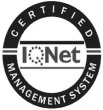 CERTIFIED
IQNet
MANAGEMENT SYSTEM